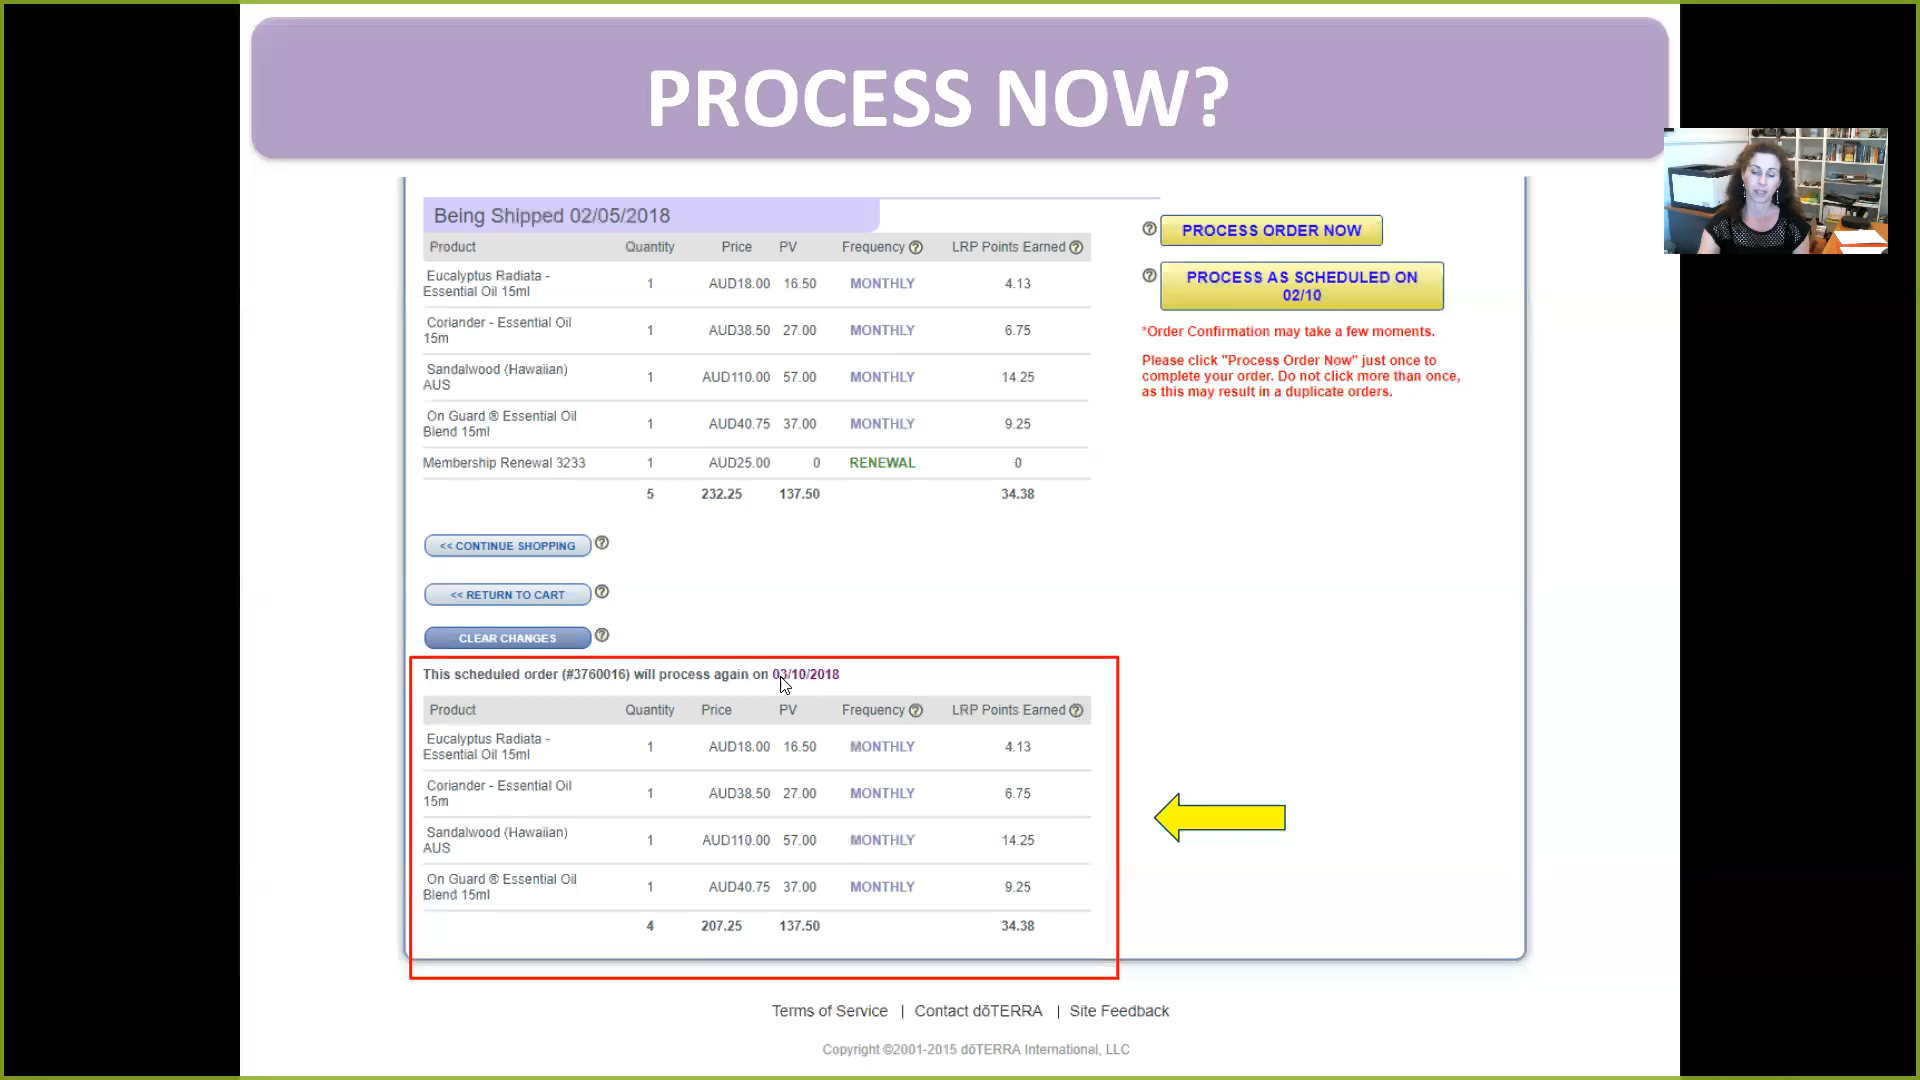 PROCESS NOW?
Being Shipped 02/05/2018
Product Quantity Price PV Frequency ? LRP Points Earned ?
Eucalyptus Radiata -
Essential Oil 15ml 1 AUD18.00 16.50 MONTHLY 4.13
Coriander - Essential Oil
15m 1 AUD38.50 27.00 MONTHLY 6.75
Sandalwood (Hawaiian)
AUS 1 AUD110.00 57.00 MONTHLY 14.25
On Guard ® Essential Oil
Blend 15ml 1 AUD40.75 37.00 MONTHLY 9.25
Membership Renewal 3233 1 AUD25.00 0 RENEWAL 0
5 232.25 137.50 34.38
? PROCESS ORDER NOW
? PROCESS AS SCHEDULED ON
02/10
*Order Confirmation may take a few moments.
Please click "Process Order Now" just once to
complete your order. Do not click more than once,
as this may result in a duplicate orders.
<< CONTINUE SHOPPING ?
<< RETURN TO CART ?
CLEAR CHANGES ?
This scheduled order (#3760016) will process again on 03/10/2018
Product Quantity Price PV Frequency ? LRP Points Earned ?
Eucalyptus Radiata -
Essential Oil 15ml 1 AUD18.00 16.50 MONTHLY 4.13
Coriander - Essential Oil
15m 1 AUD38.50 27.00 MONTHLY 6.75
Sandalwood (Hawaiian)
AUS 1 AUD110.00 57.00 MONTHLY 14.25
On Guard ® Essential Oil
Blend 15ml 1 AUD40.75 37.00 MONTHLY 9.25
4 207.25 137.50 34.38
Terms of Service | Contact dōTERRA | Site Feedback
Copyright ©2001-2015 dōTERRA International, LLC